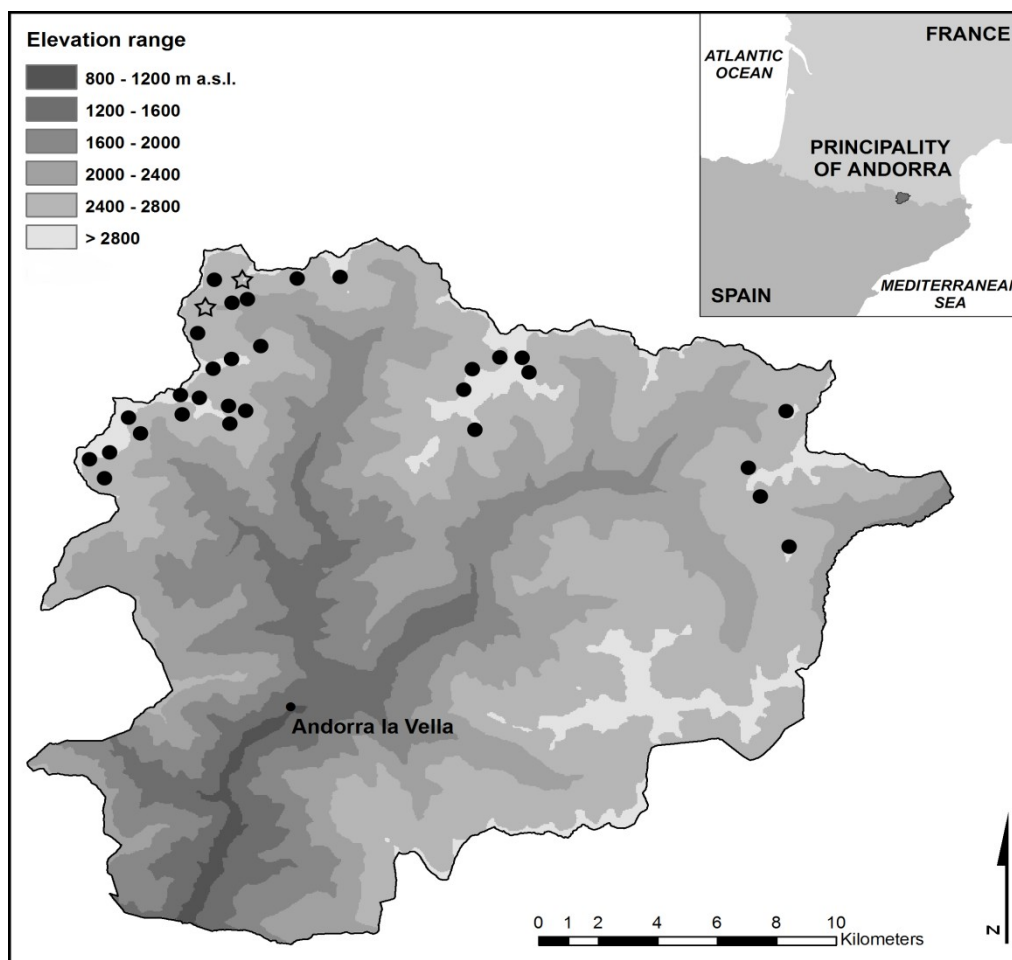 Elevation range
800 - 1200 m a.s.l.
1200 - 1600
1600 - 2000
2000 - 2400
2400 - 2800
> 2800
FRANCE
ATLANTIC
OCEAN
PRINCIPALITY
OF ANDORRA
SPAIN
MEDITERRANEAN
SEA
Andorra la Vella
0 1 2 4 6 8 10
Kilometers
N